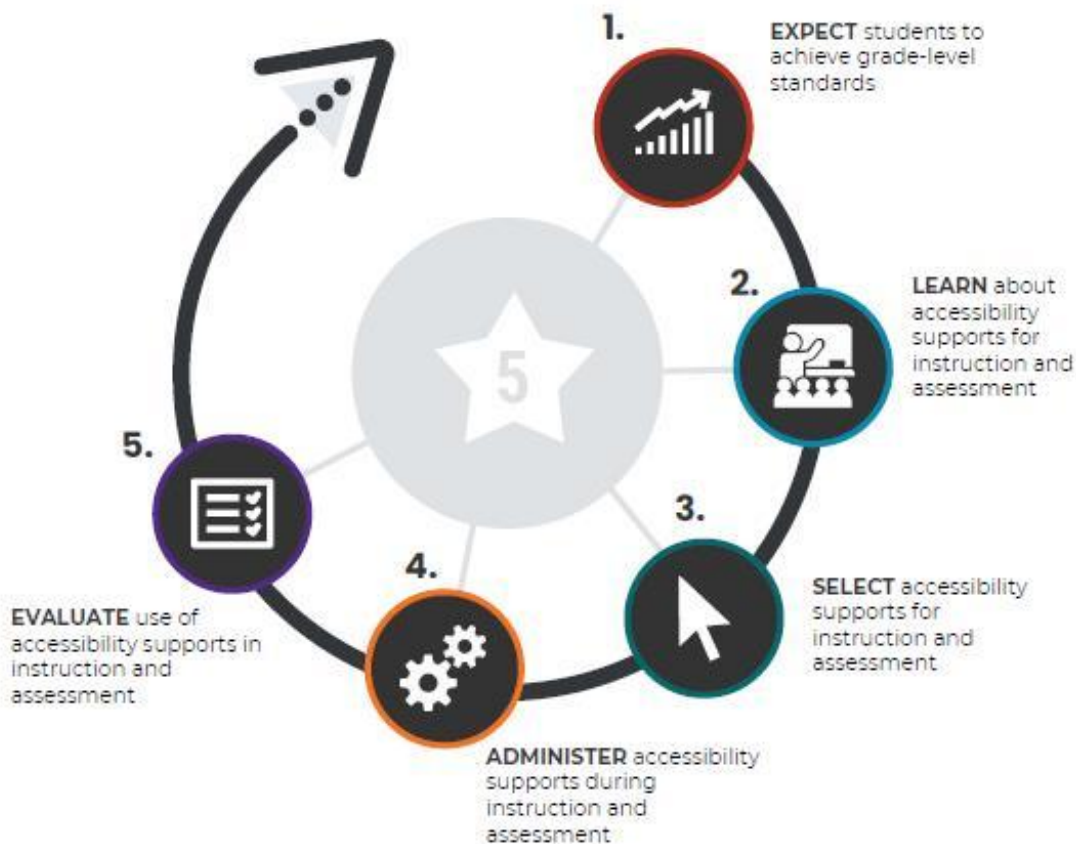 1.
EXPECT students to
achieve grade-level
standards
2.
LEARN about
accessibility
supports for
instruction and
assessment
3.
SELECT accessibility
supports for
instruction and
assessment
4.
ADMINISTER accessibility
supports during
instruction and
assessment
5.
EVALUATE use of
accessibility supports in
instruction and
assessment
5